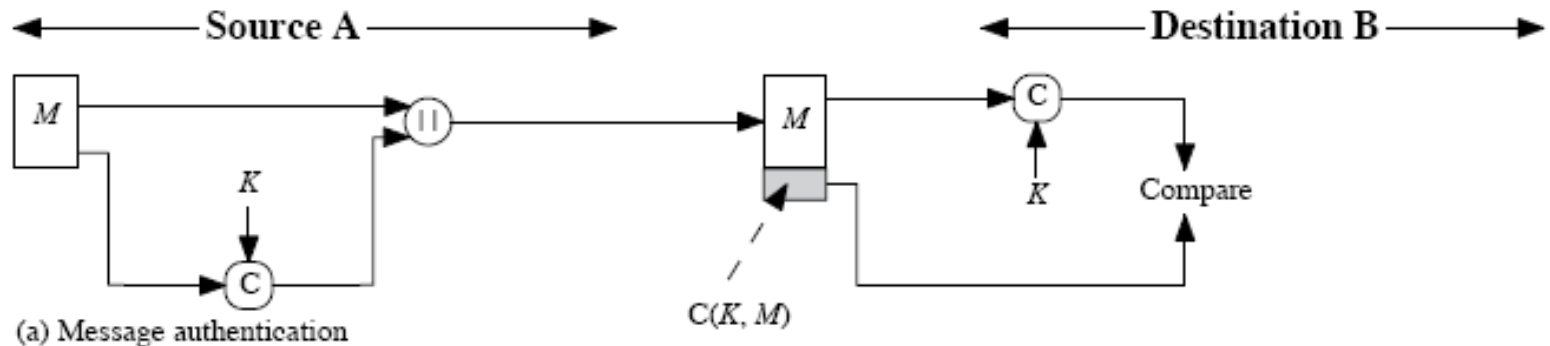 Source A
Destination B
M
||
M
C
K
K
Compare
C
C(K, M)
(a) Message authentication